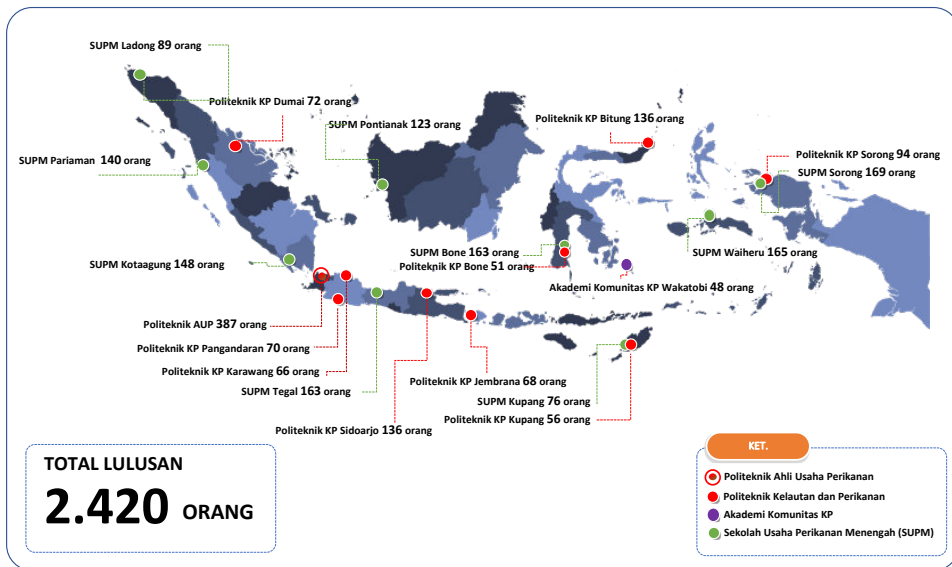 SUPM Ladong 89 orang
Politeknik KP Dumai 72 orang
SUPM Pontianak 123 orang
Politeknik KP Bitung 136 orang
SUPM Pariaman 140 orang
Politeknik KP Sorong 94 orang
SUPM Sorong 169 orang
SUPM Kotaagung 148 orang
SUPM Bone 163 orang
Politeknik KP Bone 51 orang
SUPM Waiheru 165 orang
Akademi Komunitas KP Wakatobi 48 orang
Politeknik AUP 387 orang
Politeknik KP Pangandaran 70 orang
Politeknik KP Karawang 66 orang
SUPM Tegal 163 orang
Politeknik KP Jembrana 68 orang
SUPM Kupang 76 orang
Politeknik KP Kupang 56 orang
Politeknik KP Sidoarjo 136 orang
TOTAL LULUSAN
2.420 ORANG
KET.
Politeknik Ahli Usaha Perikanan
Politeknik Kelautan dan Perikanan
Akademi Komunitas KP
Sekolah Usaha Perikanan Menengah (SUPM)